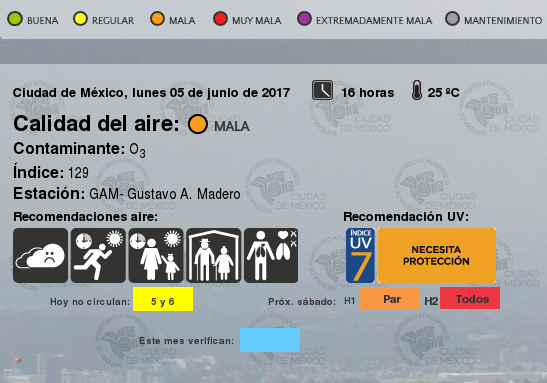 BUENA REGULAR MALA MUY MALA EXTREMADAMENTE MALA MANTENIMIENTO
Ciudad de México, lunes 05 de junio de 2017 16 horas 25 ºC
Calidad del aire: MALA
Contaminante: O3
Índice: 129
Estación: GAM- Gustavo A. Madero
Recomendaciones aire: Recomendación UV:
ÍNDICE UV 7 NECESITA PROTECCIÓN
Hoy no circulan: 5 y 6 Próx. sábado: H1 Par H2 Todos
Este mes verifican:
MONITOREO ATMOSFÉRICO
CIUDAD DE MÉXICO